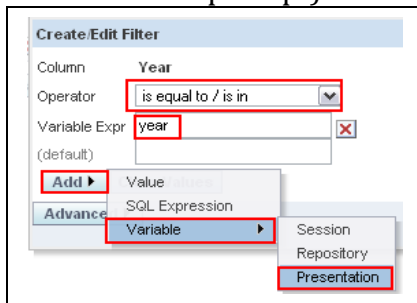 Create/Edit Filter
Column Year
Operator is equal to / is in
Variable Expr year
(default)
Add
Value
SQL Expression
Advance
Variable
Session
Repository
Presentation